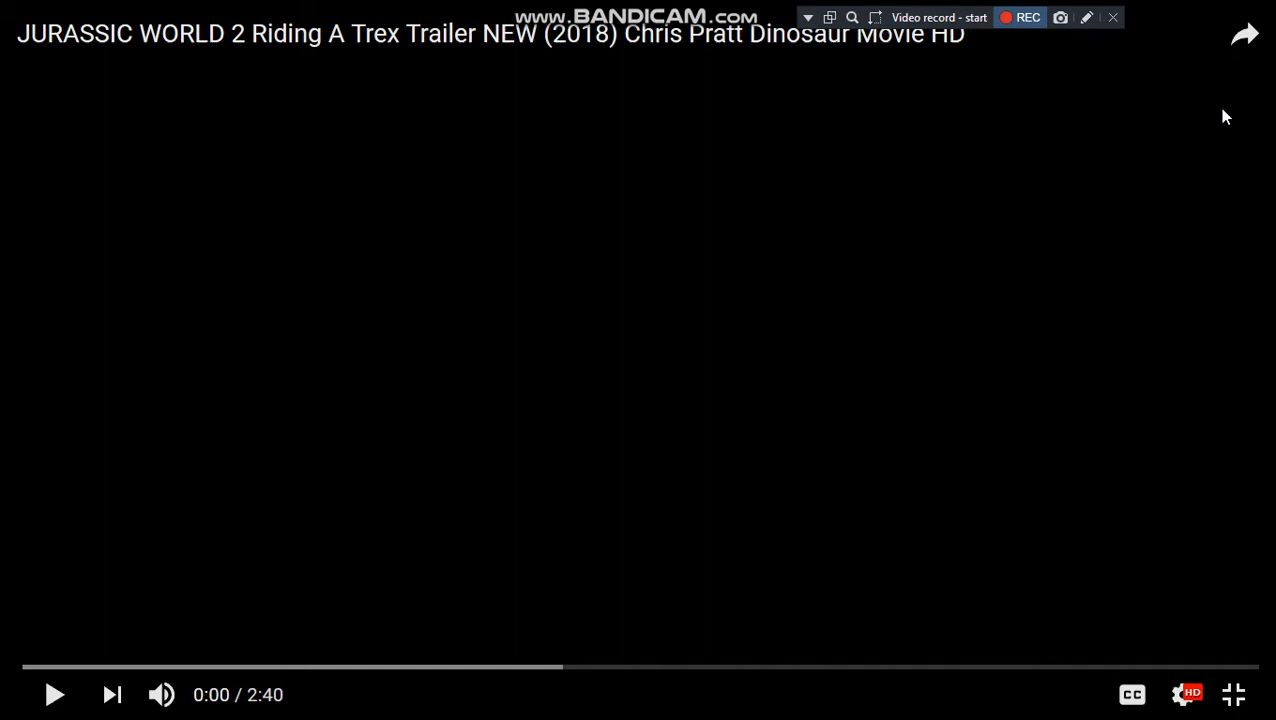 www.BANDICAM.com
Video record - start
REC
JURASSIC WORLD 2 Riding A Trex Trailer NEW (2018) Chris Pratt Dinosaur Movie HD
0:00 / 2:40
CC
HD